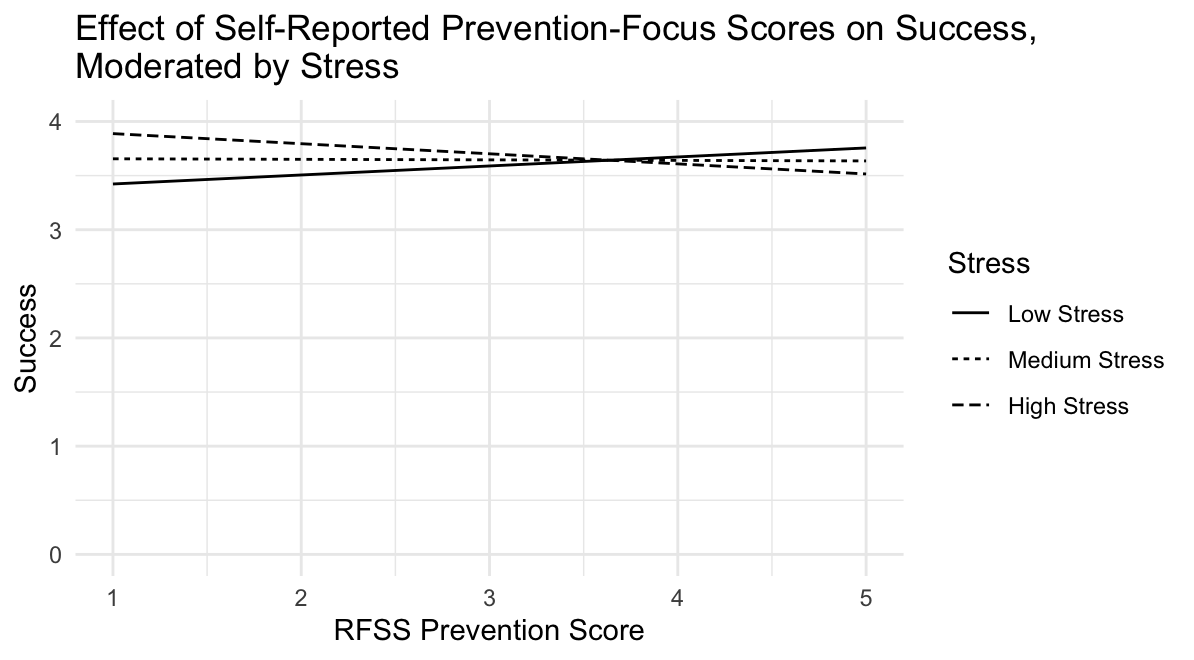 Effect of Self-Reported Prevention-Focus Scores on Success,
Moderated by Stress
4
3
2
1
0
Success
1 2 3 4 5
RFSS Prevention Score
Stress
Low Stress
Medium Stress
High Stress